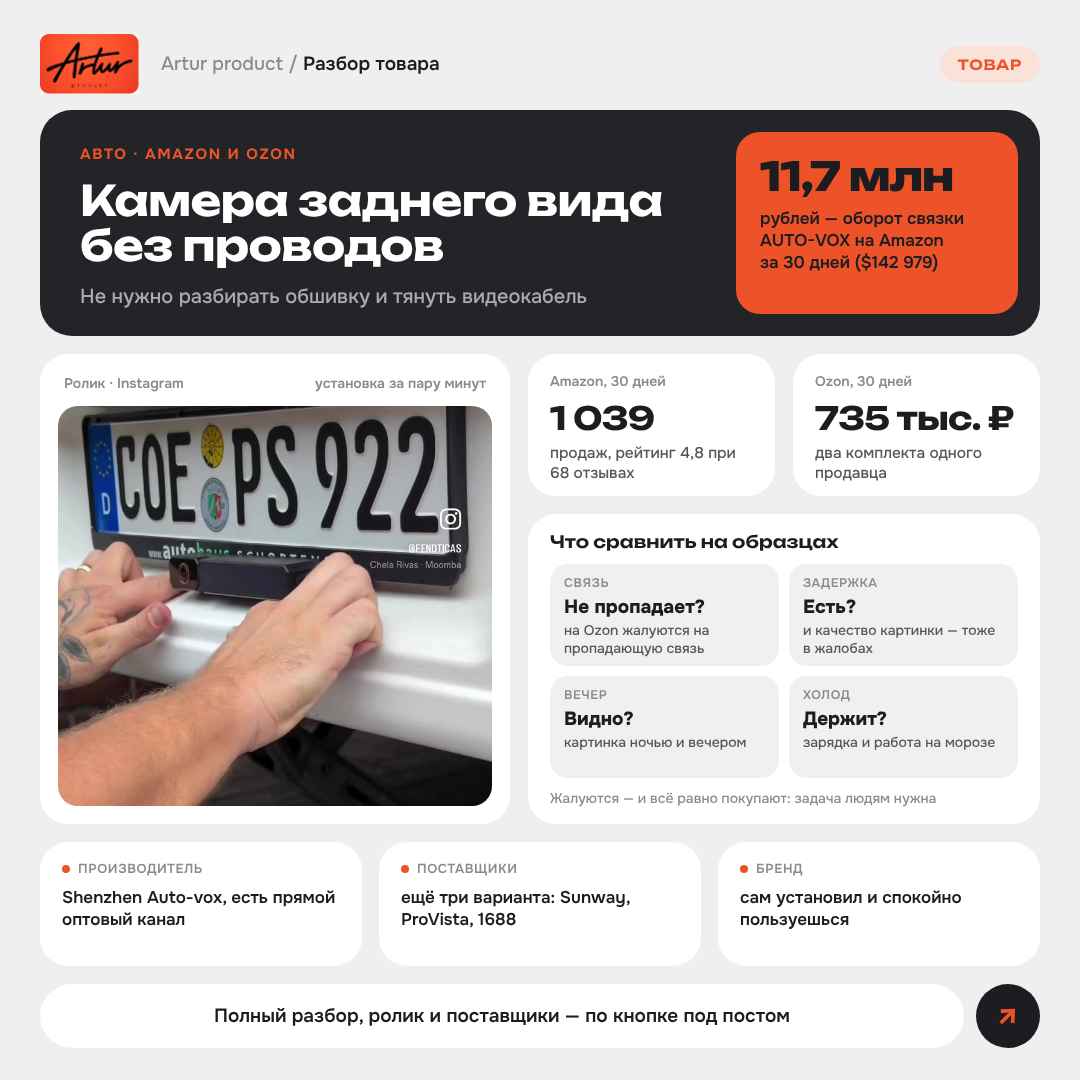 Artur
product
Artur product / Разбор товара
ТОВАР
АВТО · AMAZON И OZON
Камера заднего вида
без проводов
Не нужно разбирать обшивку и тянуть видеокабель
11,7 млн
рублей — оборот связки
AUTO-VOX на Amazon
за 30 дней ($142 979)
Ролик · Instagram
установка за пару минут
D
COE PS 922
www.autohaus
@FENOTICAS
Chela Rivas · Moomba
Amazon, 30 дней
1 039
продаж, рейтинг 4,8 при
68 отзывах
Ozon, 30 дней
735 тыс. ₽
два комплекта одного
продавца
Что сравнить на образцах
СВЯЗЬ
Не пропадает?
на Ozon жалуются на
пропадающую связь
ЗАДЕРЖКА
Есть?
и качество картинки — тоже
в жалобах
ВЕЧЕР
Видно?
картинка ночью и вечером
ХОЛОД
Держит?
зарядка и работа на морозе
Жалуются — и всё равно покупают: задача людям нужна
ПРОИЗВОДИТЕЛЬ
Shenzhen Auto-vox, есть прямой
оптовый канал
ПОСТАВЩИКИ
ещё три варианта: Sunway,
ProVista, 1688
БРЕНД
сам установил и спокойно
пользуешься
Полный разбор, ролик и поставщики — по кнопке под постом